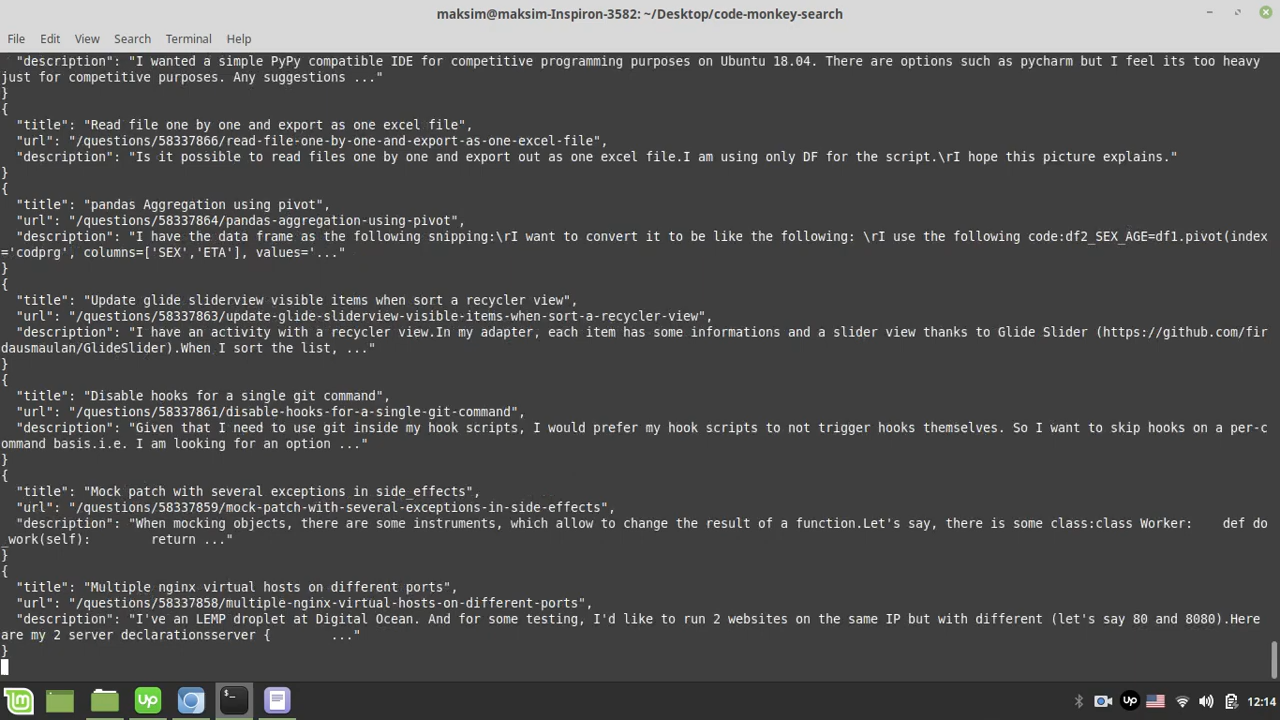 maksim@maksim-Inspiron-3582: ~/Desktop/code-monkey-search
File Edit View Search Terminal Help
"description": "I wanted a simple PyPy compatible IDE for competitive programming purposes on Ubuntu 18.04. There are options such as pycharm but I feel its too heavy
just for competitive purposes. Any suggestions ..."
}
{
"title": "Read file one by one and export as one excel file",
"url": "/questions/58337866/read-file-one-by-one-and-export-as-one-excel-file",
"description": "Is it possible to read files one by one and export out as one excel file.I am using only DF for the script.\rI hope this picture explains."
}
{
"title": "pandas Aggregation using pivot",
"url": "/questions/58337864/pandas-aggregation-using-pivot",
"description": "I have the data frame as the following snipping:\rI want to convert it to be like the following: \rI use the following code:df2_SEX_AGE=df1.pivot(index
='codprg', columns=['SEX','ETA'], values='..."
}
{
"title": "Update glide sliderview visible items when sort a recycler view",
"url": "/questions/58337863/update-glide-sliderview-visible-items-when-sort-a-recycler-view",
"description": "I have an activity with a recycler view.In my adapter, each item has some informations and a slider view thanks to Glide Slider (https://github.com/fir
dausmaulan/GlideSlider).When I sort the list, ..."
}
{
"title": "Disable hooks for a single git command",
"url": "/questions/58337861/disable-hooks-for-a-single-git-command",
"description": "Given that I need to use git inside my hook scripts, I would prefer my hook scripts to not trigger hooks themselves. So I want to skip hooks on a per-c
ommand basis.i.e. I am looking for an option ..."
}
{
"title": "Mock patch with several exceptions in side_effects",
"url": "/questions/58337859/mock-patch-with-several-exceptions-in-side-effects",
"description": "When mocking objects, there are some instruments, which allow to change the result of a function.Let's say, there is some class:class Worker:    def do
_work(self):        return ..."
}
{
"title": "Multiple nginx virtual hosts on different ports",
"url": "/questions/58337858/multiple-nginx-virtual-hosts-on-different-ports",
"description": "I've an LEMP droplet at Digital Ocean. And for some testing, I'd like to run 2 websites on the same IP but with different (let's say 80 and 8080).Here
are my 2 server declarationsserver {        ..."
}
up $_ up 12:14